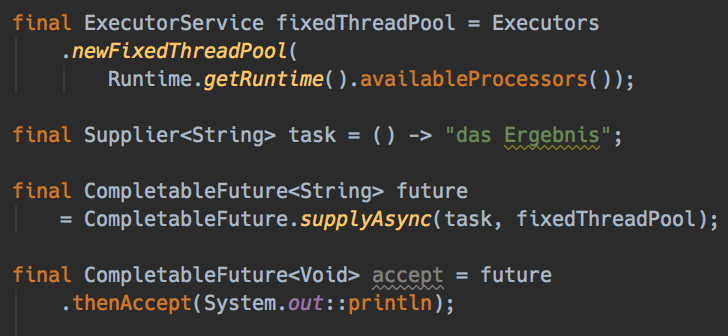 final ExecutorService fixedThreadPool = Executors
    .newFixedThreadPool(
        Runtime.getRuntime().availableProcessors());
final Supplier<String> task = () -> "das Ergebnis";
final CompletableFuture<String> future
    = CompletableFuture.supplyAsync(task, fixedThreadPool);
final CompletableFuture<Void> accept = future
    .thenAccept(System.out::println);